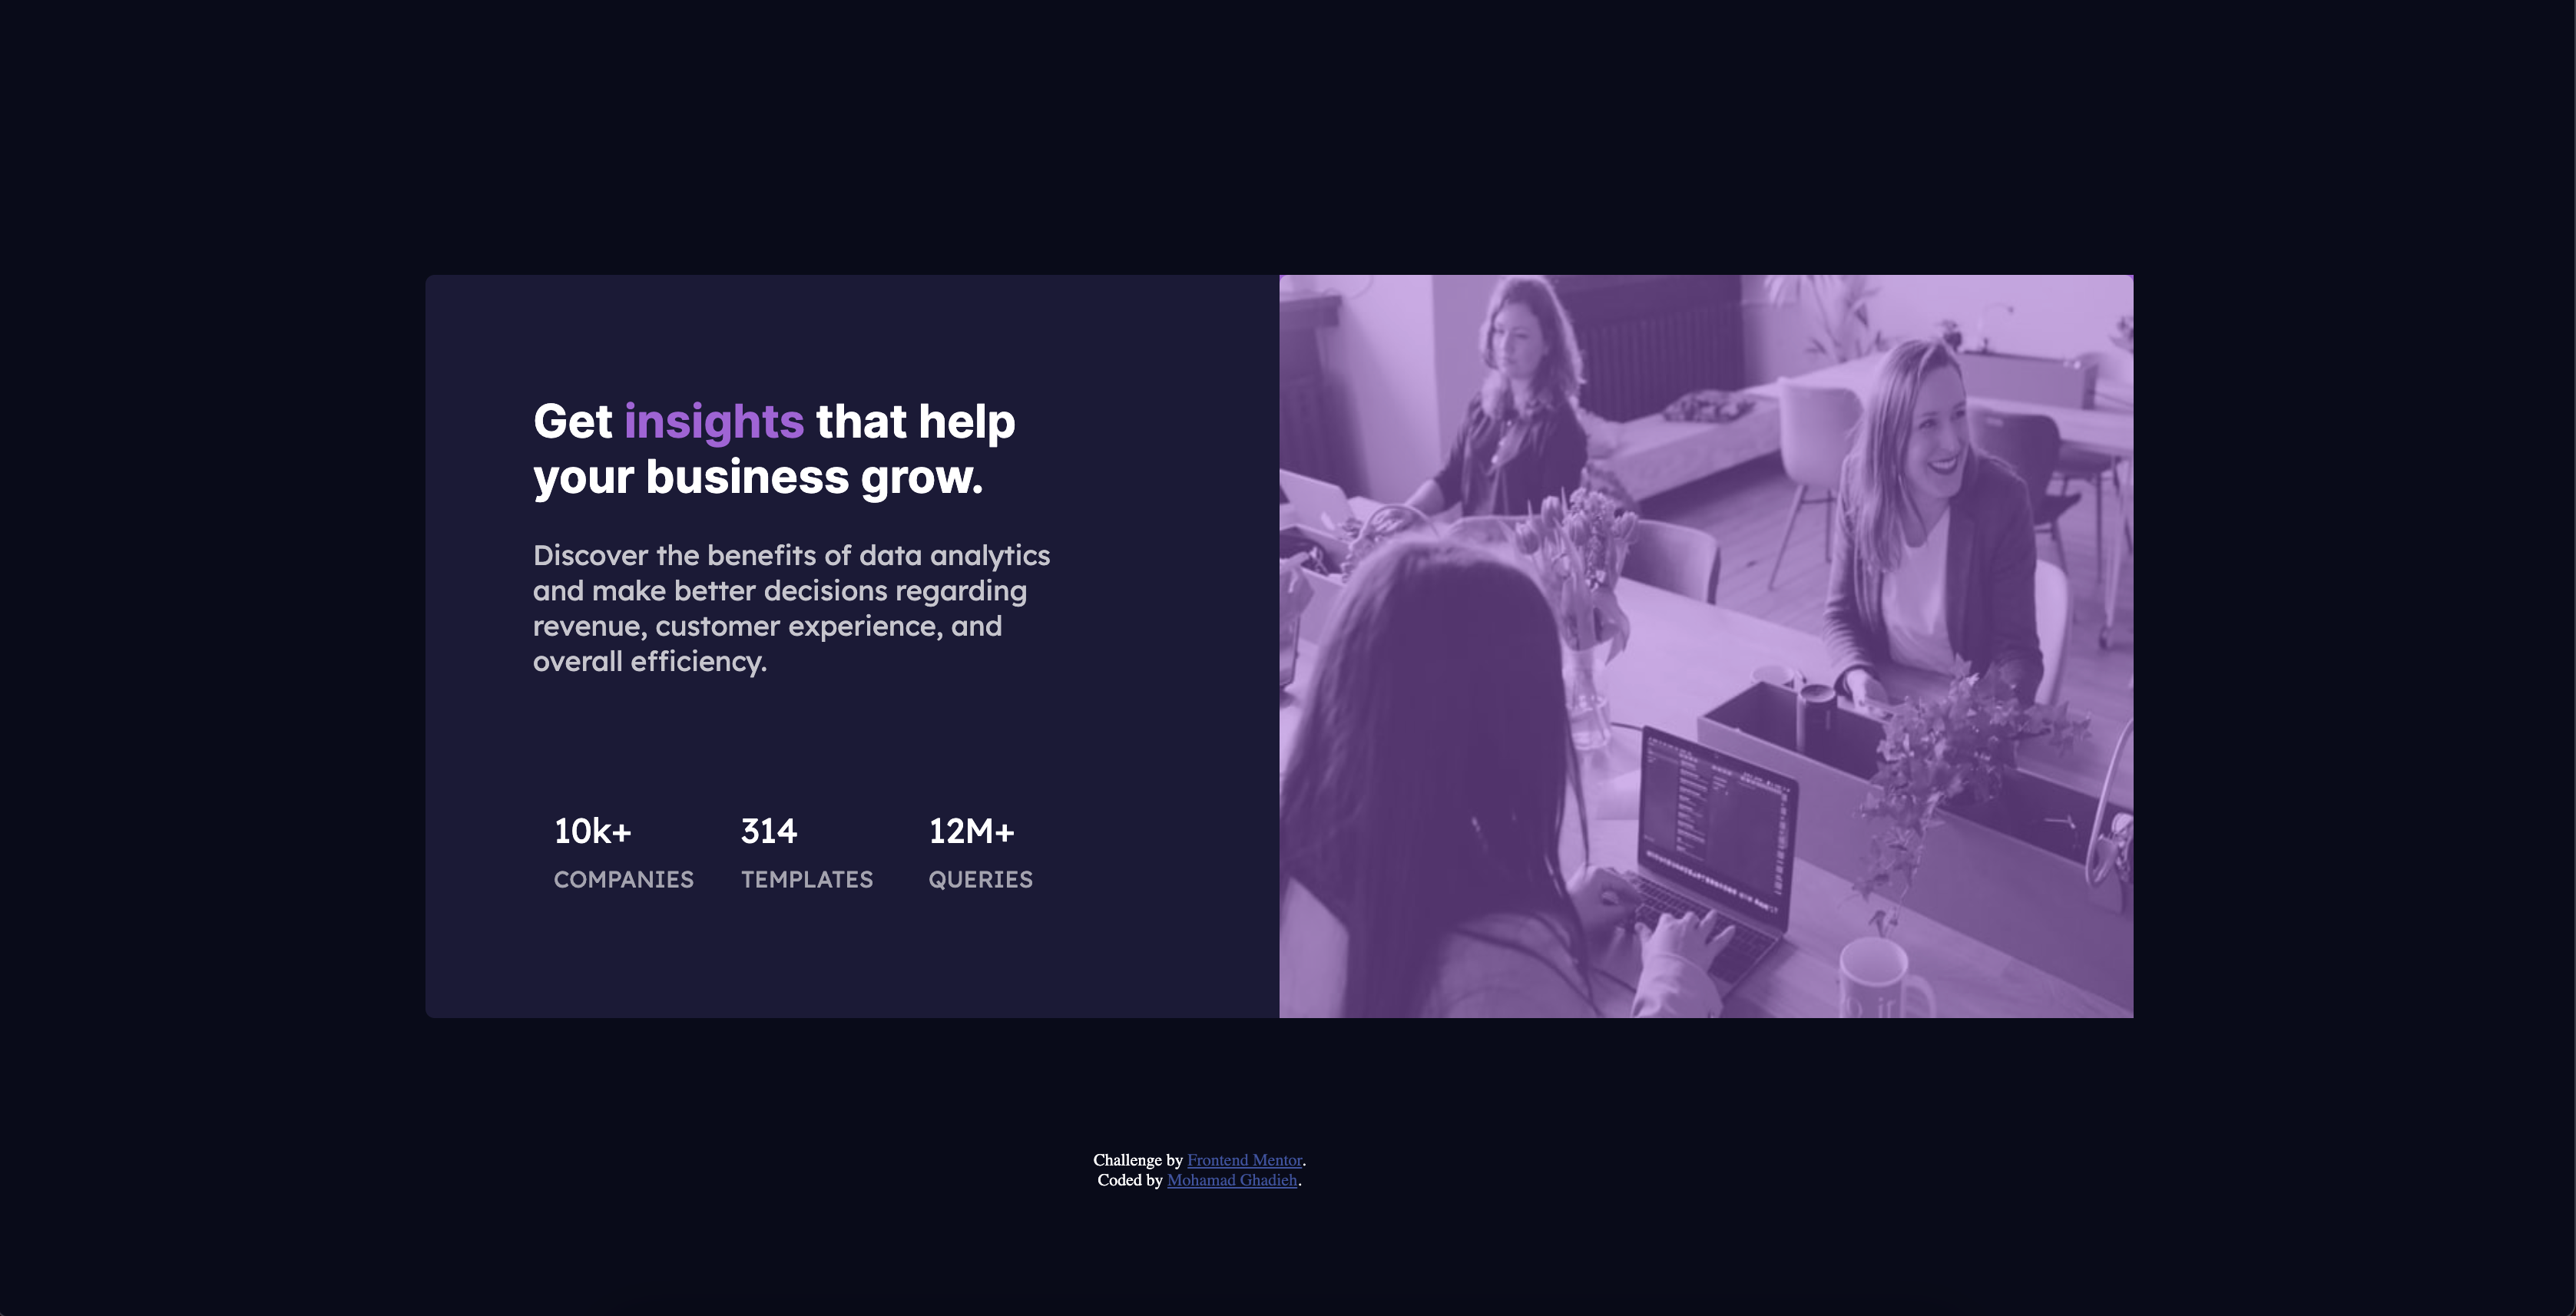 Get insights that help
your business grow.
Discover the benefits of data analytics
and make better decisions regarding
revenue, customer experience, and
overall efficiency.
10k+ 314 12M+
COMPANIES TEMPLATES QUERIES
Challenge by Frontend Mentor.
Coded by Mohamad Ghadieh.